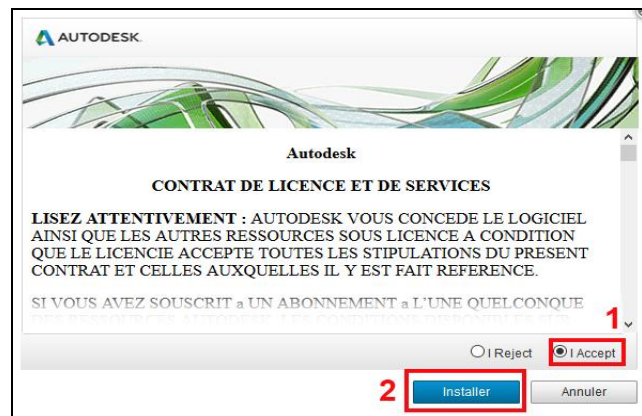 AUTODESK.
Autodesk
CONTRAT DE LICENCE ET DE SERVICES
LISEZ ATTENTIVEMENT : AUTODESK VOUS CONCEDE LE LOGICIEL
AINSI QUE LES AUTRES RESSOURCES SOUS LICENCE A CONDITION
QUE LE LICENCIE ACCEPTE TOUTES LES STIPULATIONS DU PRESENT
CONTRAT ET CELLES AUXQUELLES IL Y EST FAIT REFERENCE.
SI VOUS AVEZ SOUSCRIT a UN ABONNEMENT a L'UNE QUELCONQUE
1
I Reject I Accept
2 Installer Annuler